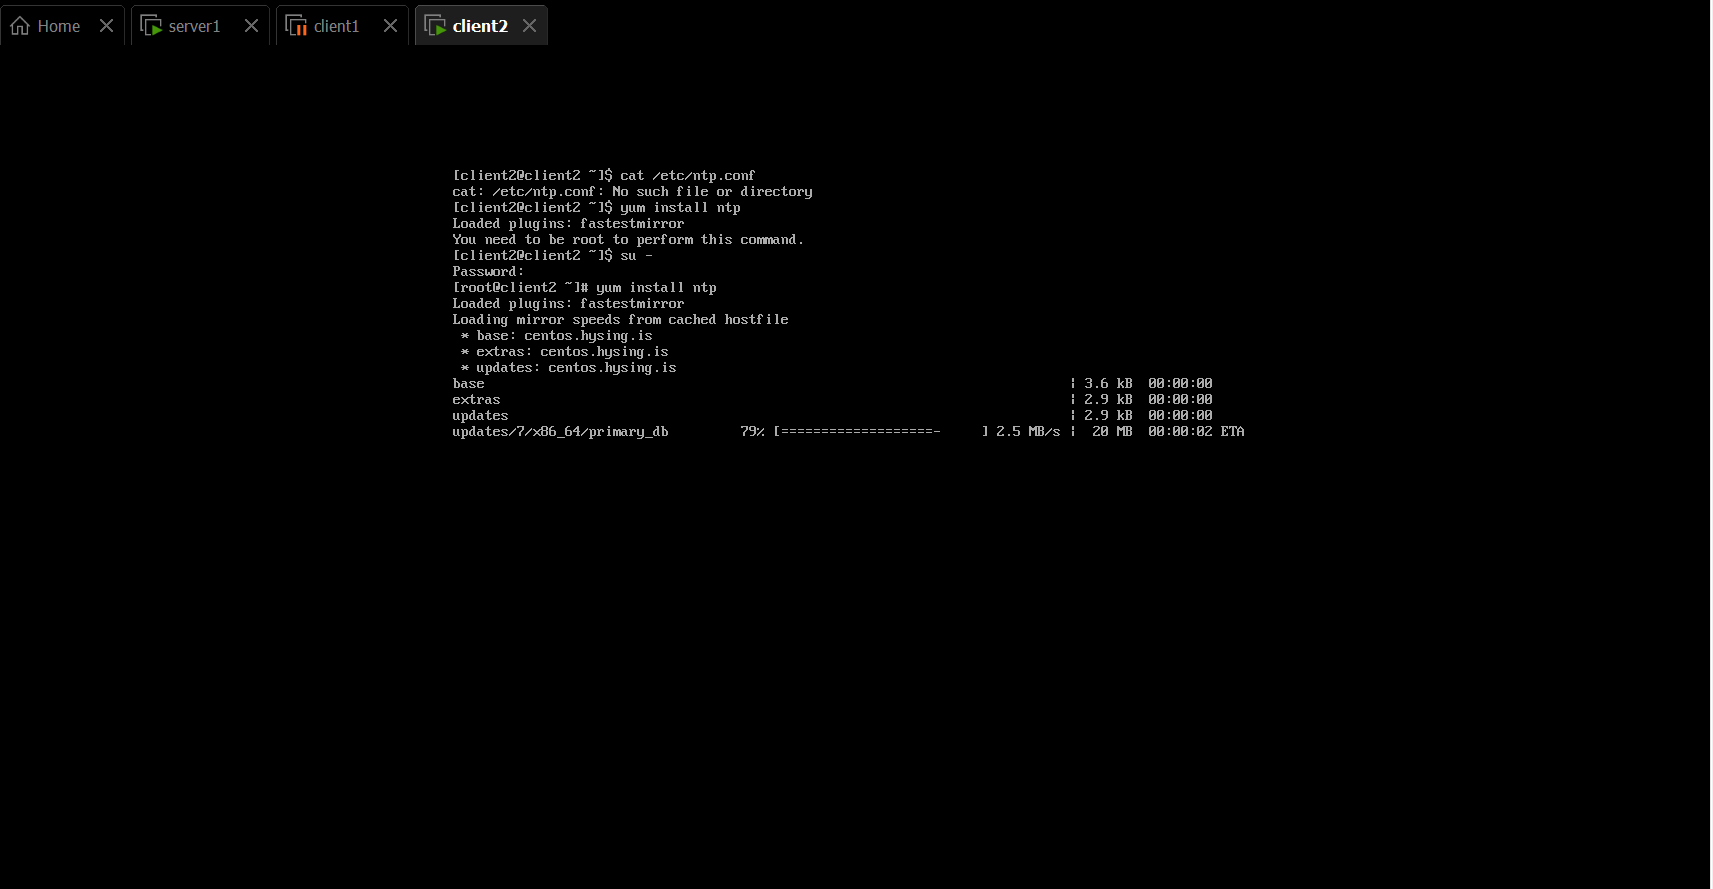 Home
server1
client1
client2
[client2@client2 ~]$ cat /etc/ntp.conf
cat: /etc/ntp.conf: No such file or directory
[client2@client2 ~]$ yum install ntp
Loaded plugins: fastestmirror
You need to be root to perform this command.
[client2@client2 ~]$ su -
Password:
[root@client2 ~]# yum install ntp
Loaded plugins: fastestmirror
Loading mirror speeds from cached hostfile
 * base: centos.hysing.is
 * extras: centos.hysing.is
 * updates: centos.hysing.is
base | 3.6 kB 00:00:00
extras | 2.9 kB 00:00:00
updates | 2.9 kB 00:00:00
updates/7/x86_64/primary_db 79% [===================- ] 2.5 MB/s | 20 MB 00:00:02 ETA